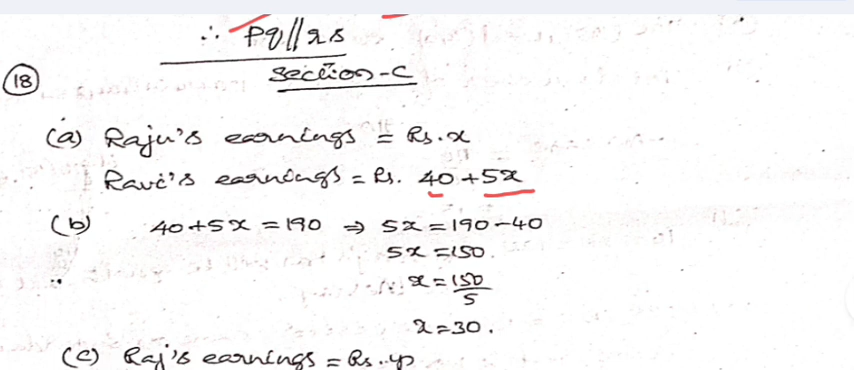 ∴ PQ // RS
Section-C
18
(a) Raju's earnings = Rs.x
Ravi's earnings = Rs. 40+5x
(b) 40+5x=190 ⇒ 5x=190-40
5x=150.
x=150/5
x=30.
(c) Raj's earnings = Rs..y